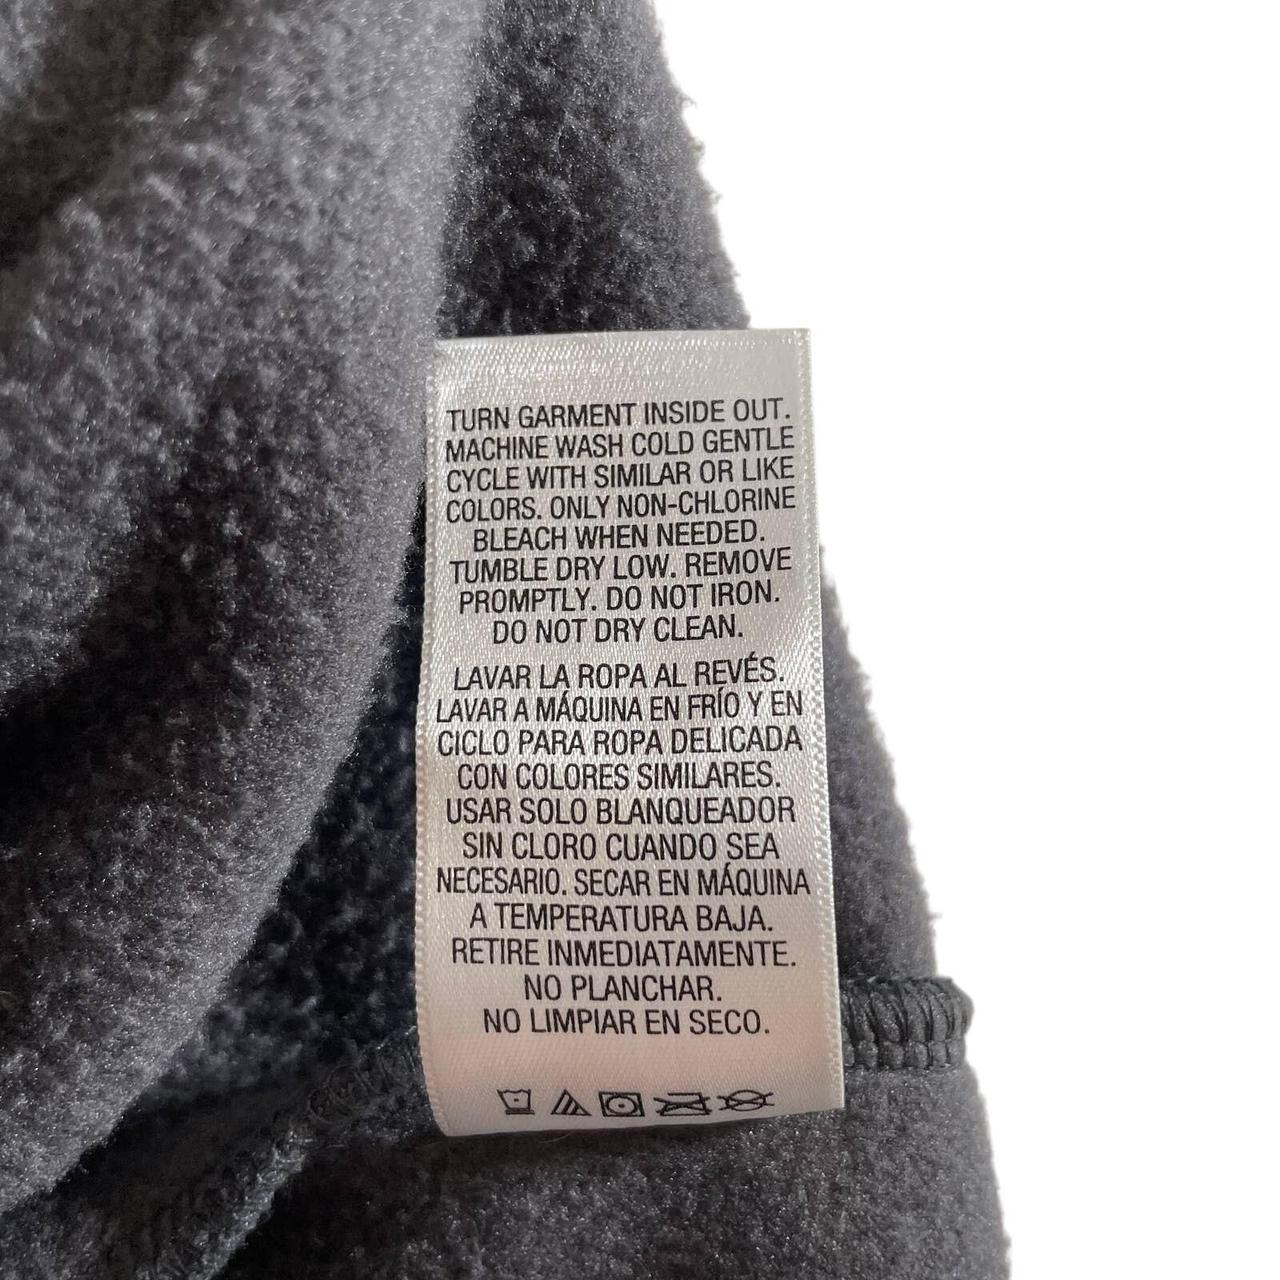 TURN GARMENT INSIDE OUT.
MACHINE WASH COLD GENTLE
CYCLE WITH SIMILAR OR LIKE
COLORS. ONLY NON-CHLORINE
BLEACH WHEN NEEDED.
TUMBLE DRY LOW. REMOVE
PROMPTLY. DO NOT IRON.
DO NOT DRY CLEAN.
LAVAR LA ROPA AL REVÉS.
LAVAR A MÁQUINA EN FRÍO Y EN
CICLO PARA ROPA DELICADA
CON COLORES SIMILARES.
USAR SOLO BLANQUEADOR
SIN CLORO CUANDO SEA
NECESARIO. SECAR EN MÁQUINA
A TEMPERATURA BAJA.
RETIRE INMEDIATAMENTE.
NO PLANCHAR.
NO LIMPIAR EN SECO.